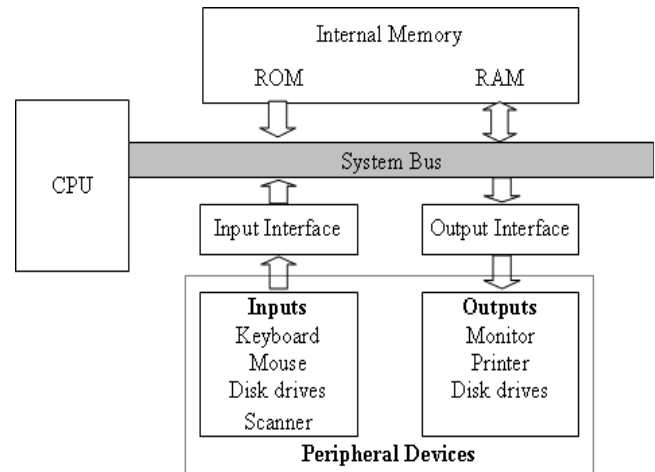 Internal Memory
ROM RAM
CPU
System Bus
Input Interface
Output Interface
Inputs
Keyboard
Mouse
Disk drives
Scanner
Outputs
Monitor
Printer
Disk drives
Peripheral Devices